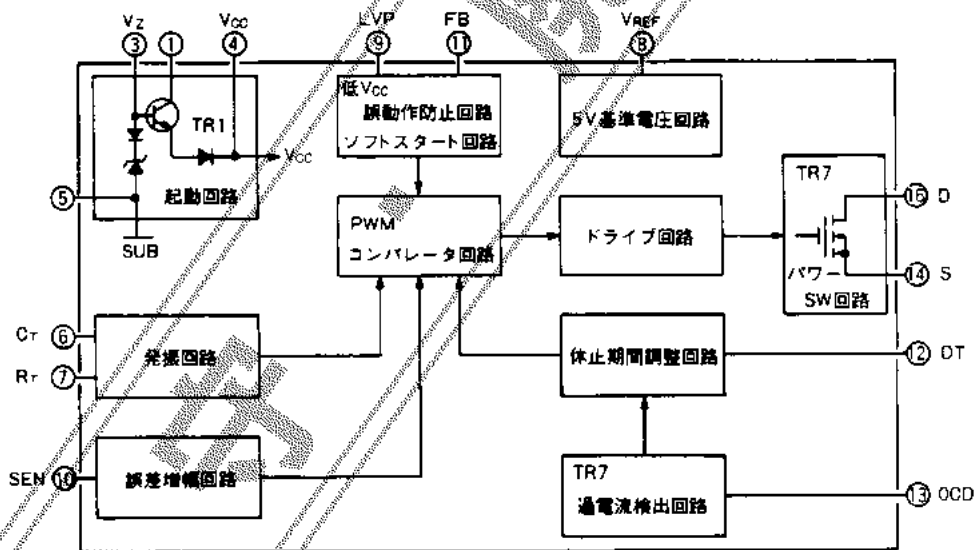 VZ VCC LVP FB VREF
③ ① ④ ⑨ ⑪ ⑧
TR1
VCC
起動回路
⑤
SUB
低VCC
誤動作防止回路
ソフトスタート回路
5V基準電圧回路
PWM
コンパレータ回路
ドライブ回路
TR7
パワー
SW回路
⑯ D
⑭ S
CT ⑥
RT ⑦
発振回路
休止期間調整回路
⑫ DT
SEN ⑩
誤差増幅回路
TR7
過電流検出回路
⑬ OCD